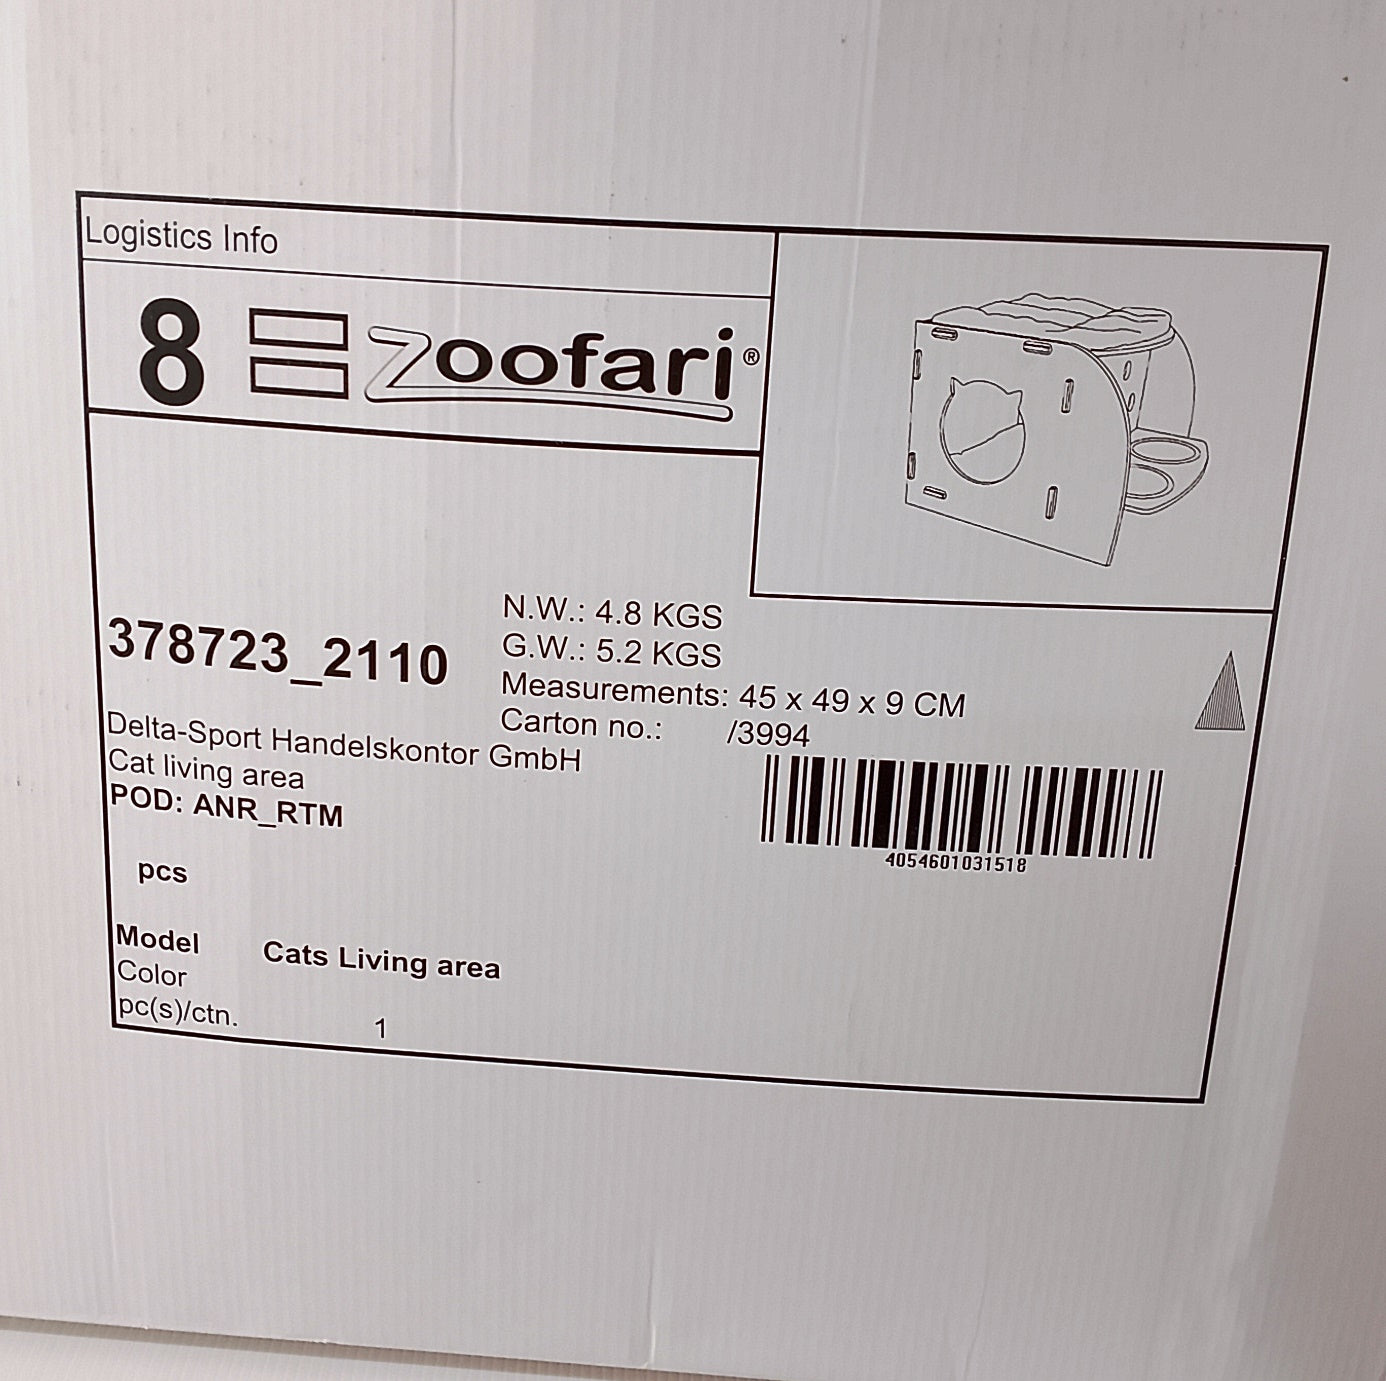 Logistics Info
8 zoofari®
378723_2110
N.W.: 4.8 KGS
G.W.: 5.2 KGS
Measurements: 45 x 49 x 9 CM
Carton no.: /3994
Delta-Sport Handelskontor GmbH
Cat living area
POD: ANR_RTM
4054601031518
pcs
Model Cats Living area
Color
pc(s)/ctn. 1